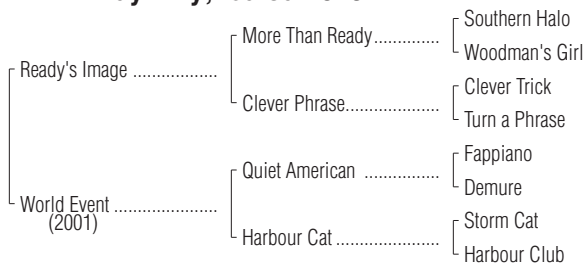 Southern Halo
More Than Ready..............
Woodman's Girl
Ready's Image ..................
Clever Trick
Clever Phrase....................
Turn a Phrase
Fappiano
Quiet American ................
Demure
World Event ......................
(2001)
Storm Cat
Harbour Cat ......................
Harbour Club